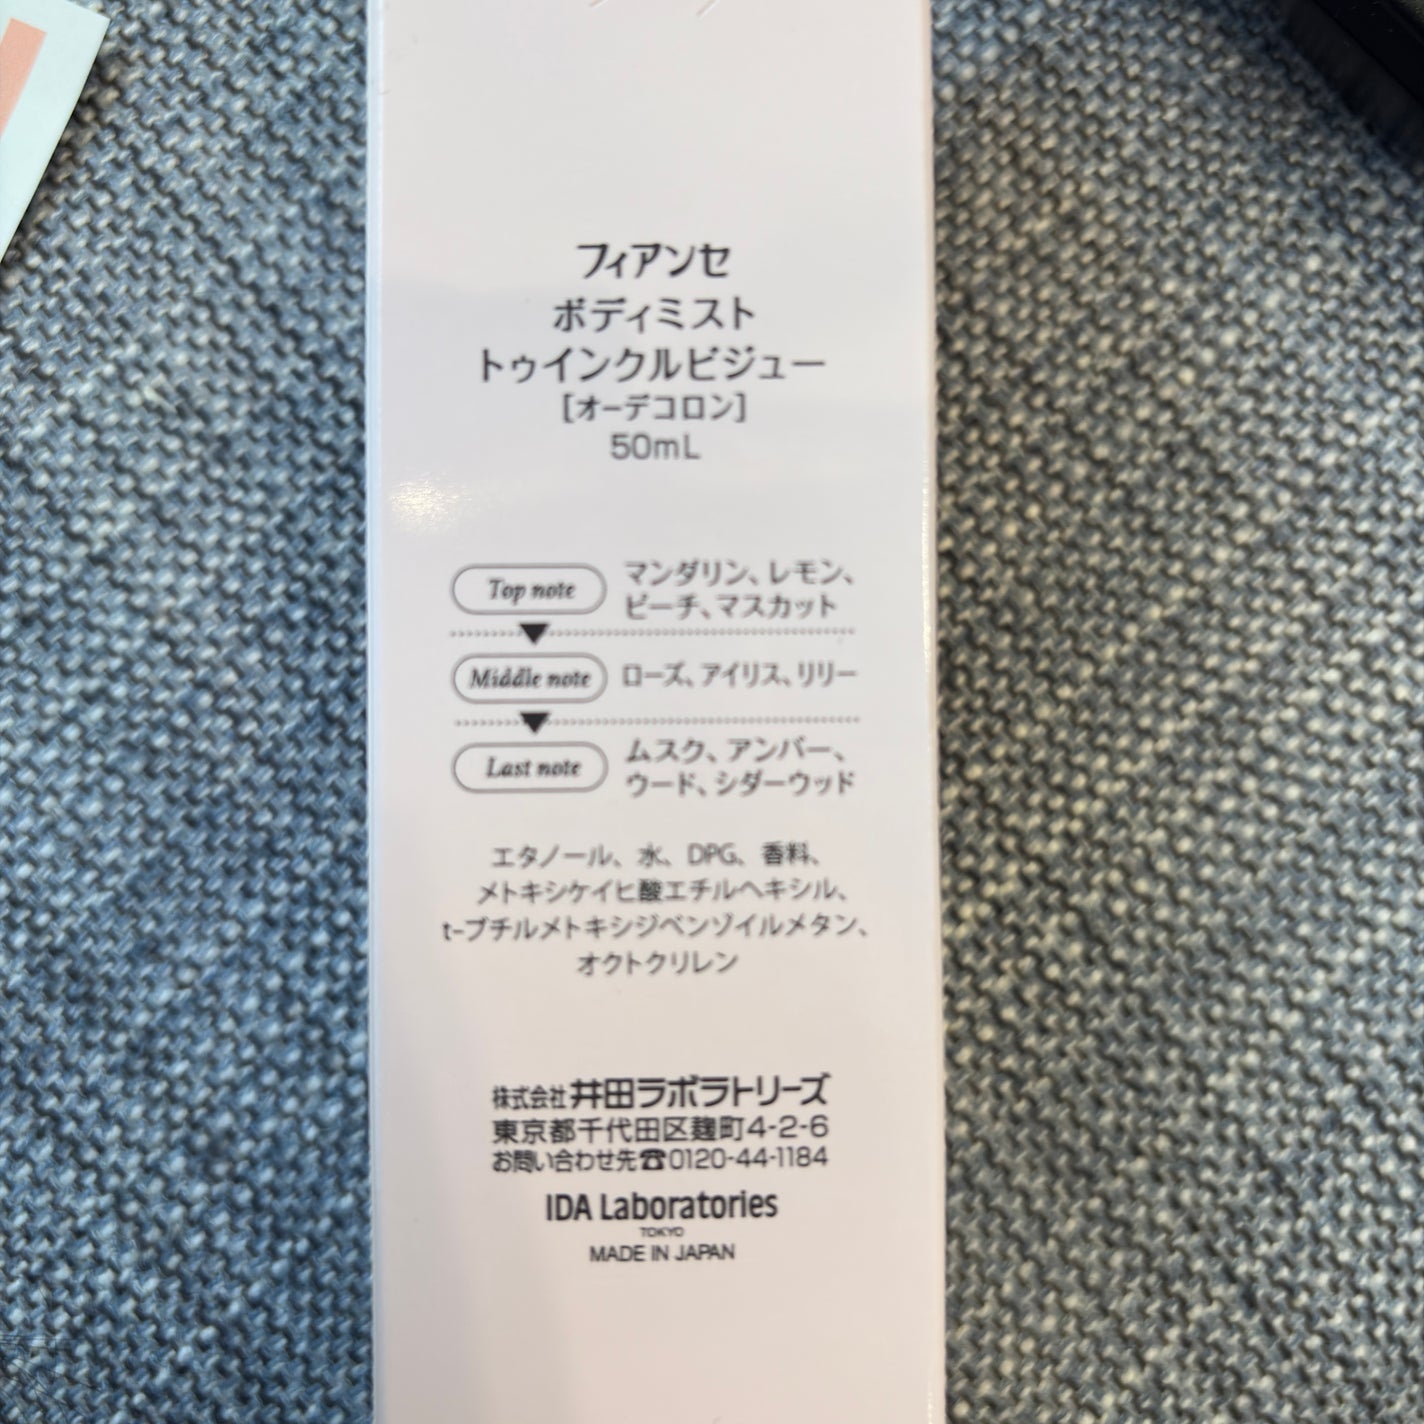 フィアンセ
ボディミスト
トゥインクルビジュー
[オーデコロン]
50mL
Top note マンダリン、レモン、
ピーチ、マスカット
Middle note ローズ、アイリス、リリー
Last note ムスク、アンバー、
ウード、シダーウッド
エタノール、水、DPG、香料、
メトキシケイヒ酸エチルヘキシル、
t-ブチルメトキシジベンゾイルメタン、
オクトクリレン
株式会社井田ラボラトリーズ
東京都千代田区麹町4-2-6
お問い合わせ先☎0120-44-1184
IDA Laboratories
TOKYO
MADE IN JAPAN